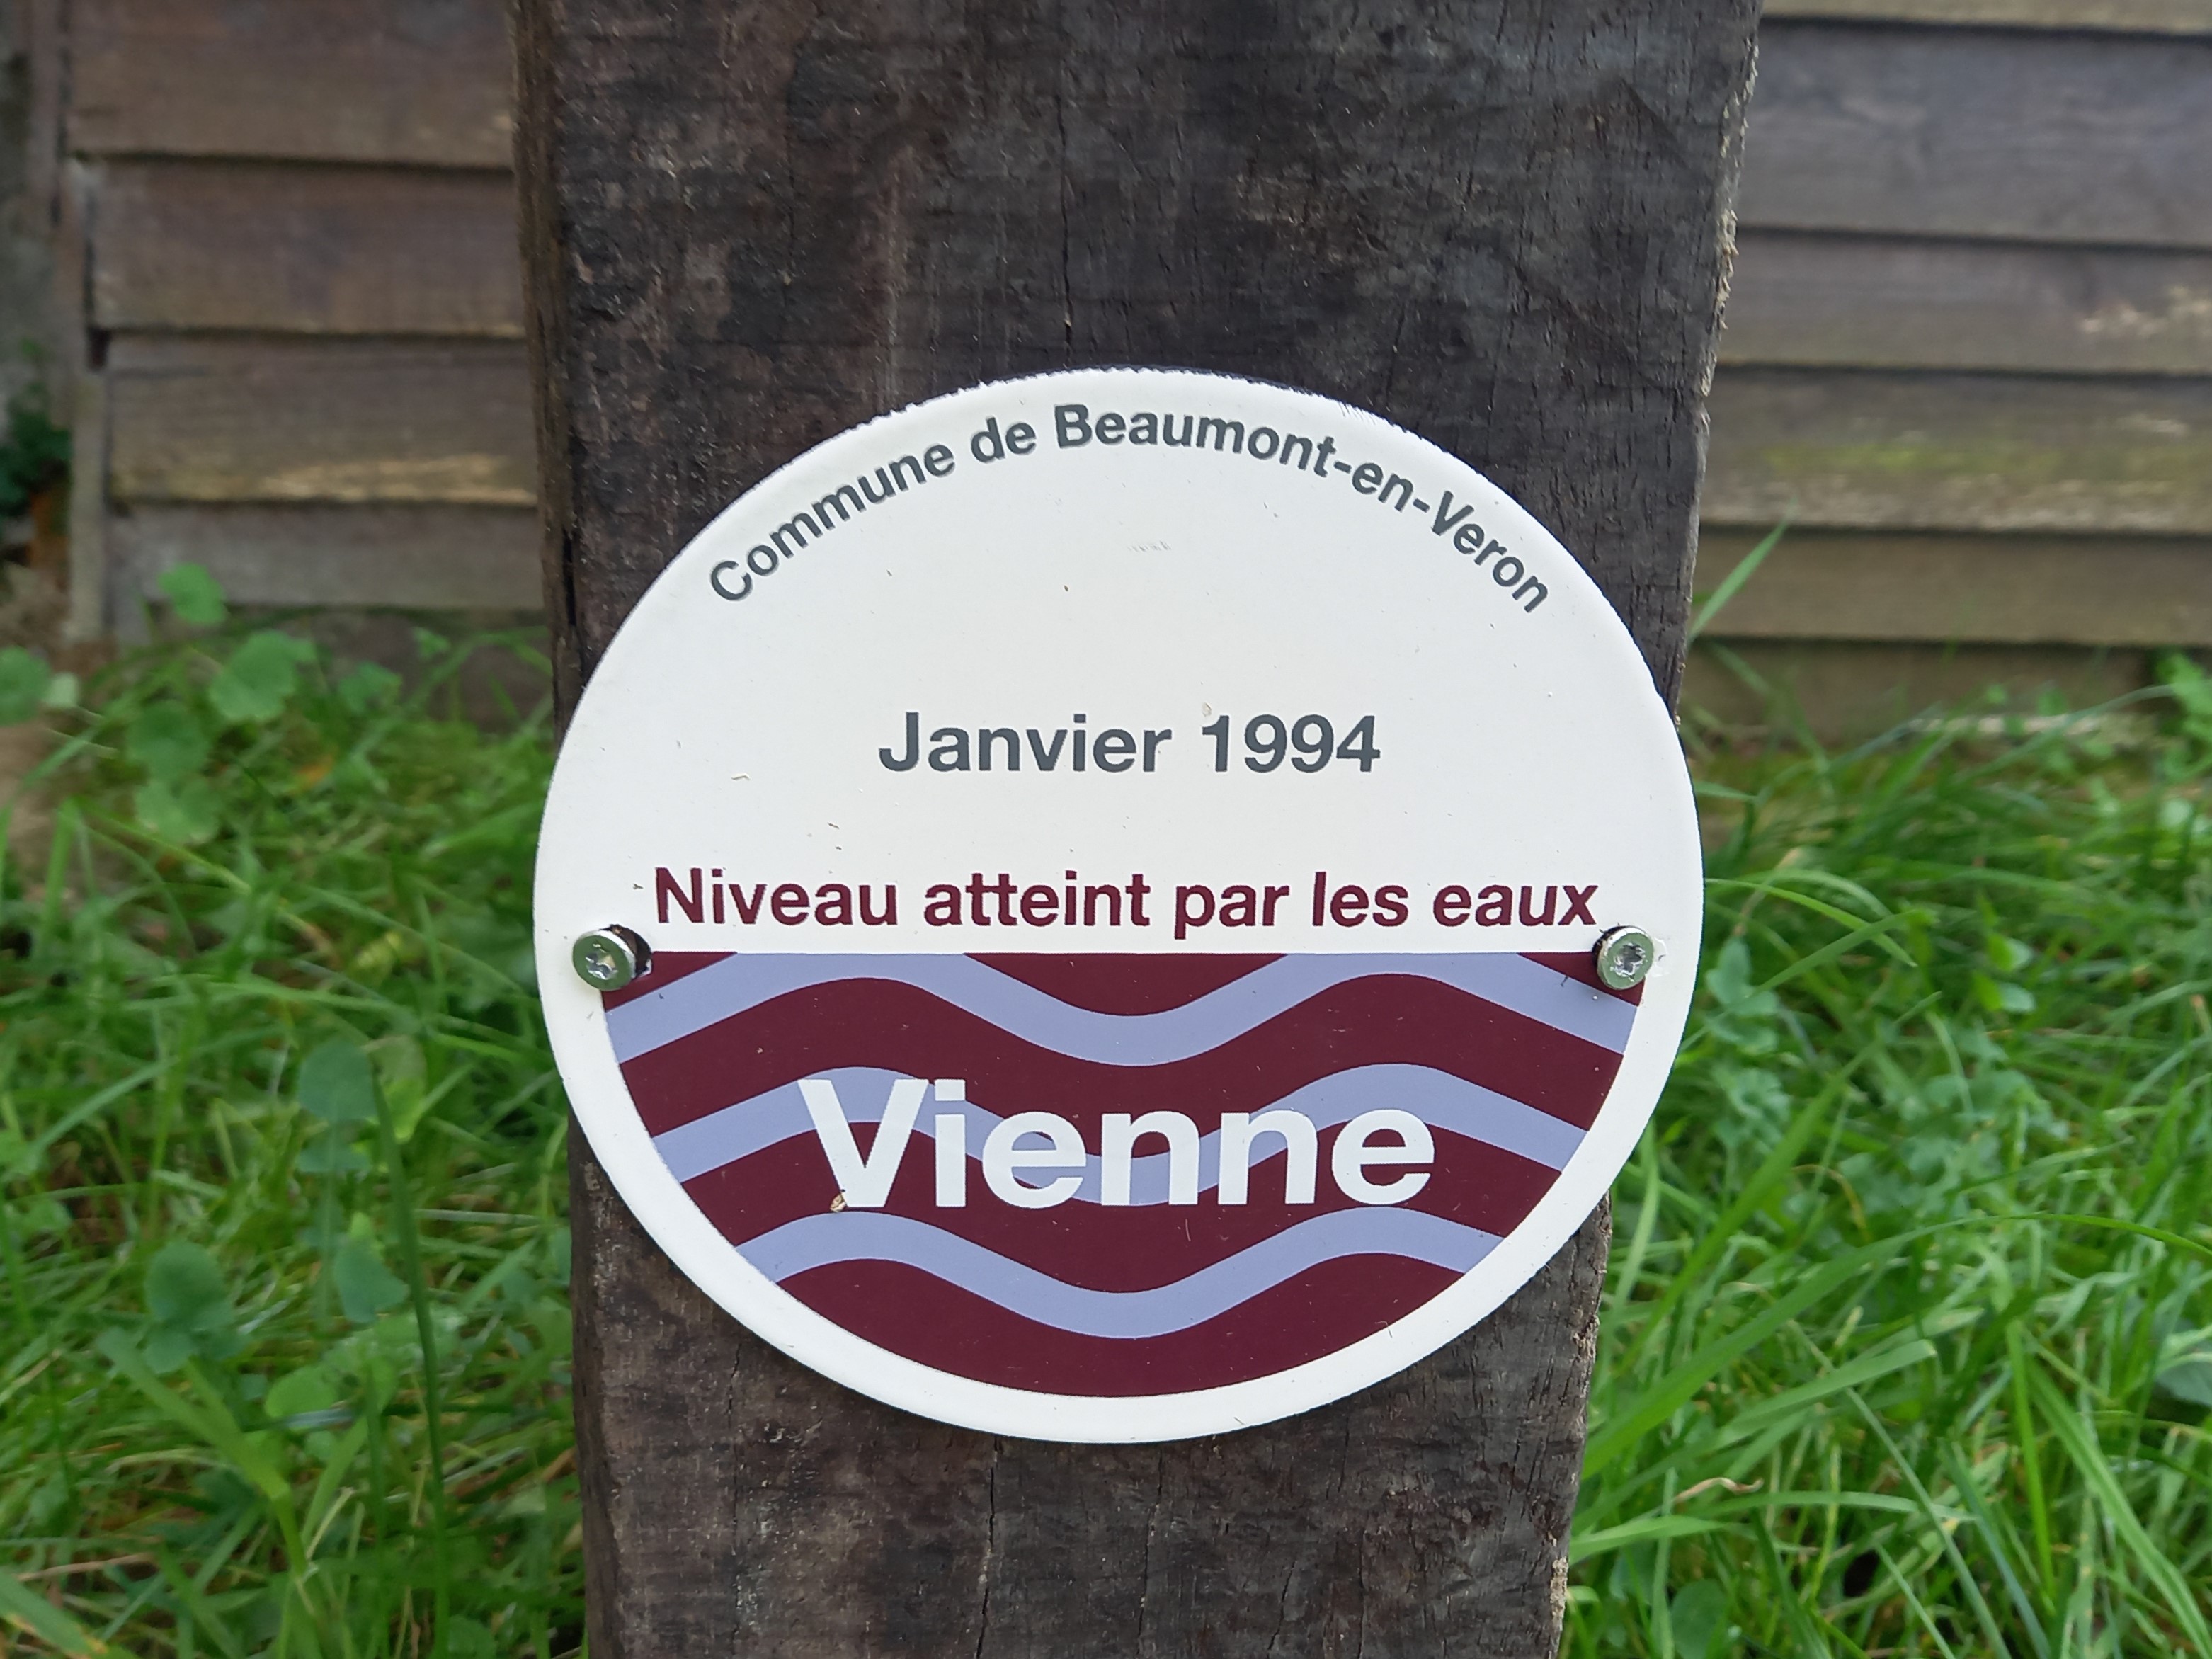 Commune de Beaumont-en-Veron
Janvier 1994
Niveau atteint par les eaux
Vienne